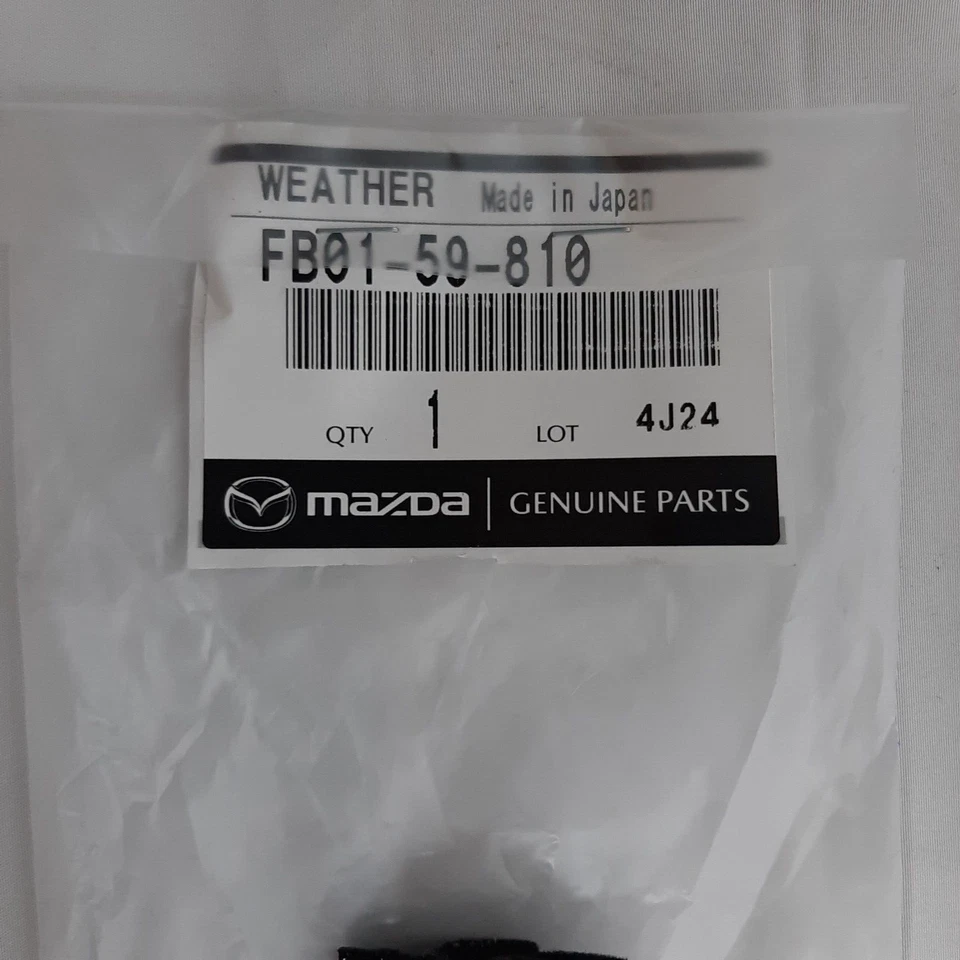 WEATHER Made in Japan
FB01-59-810
QTY 1 LOT 4J24
mazda | GENUINE PARTS